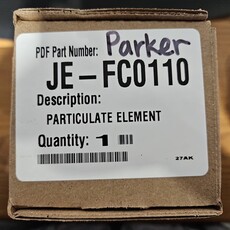 PDF Part Number: Parker
JE-FC0110
Description:
PARTICULATE ELEMENT
Quantity: 1
27AK